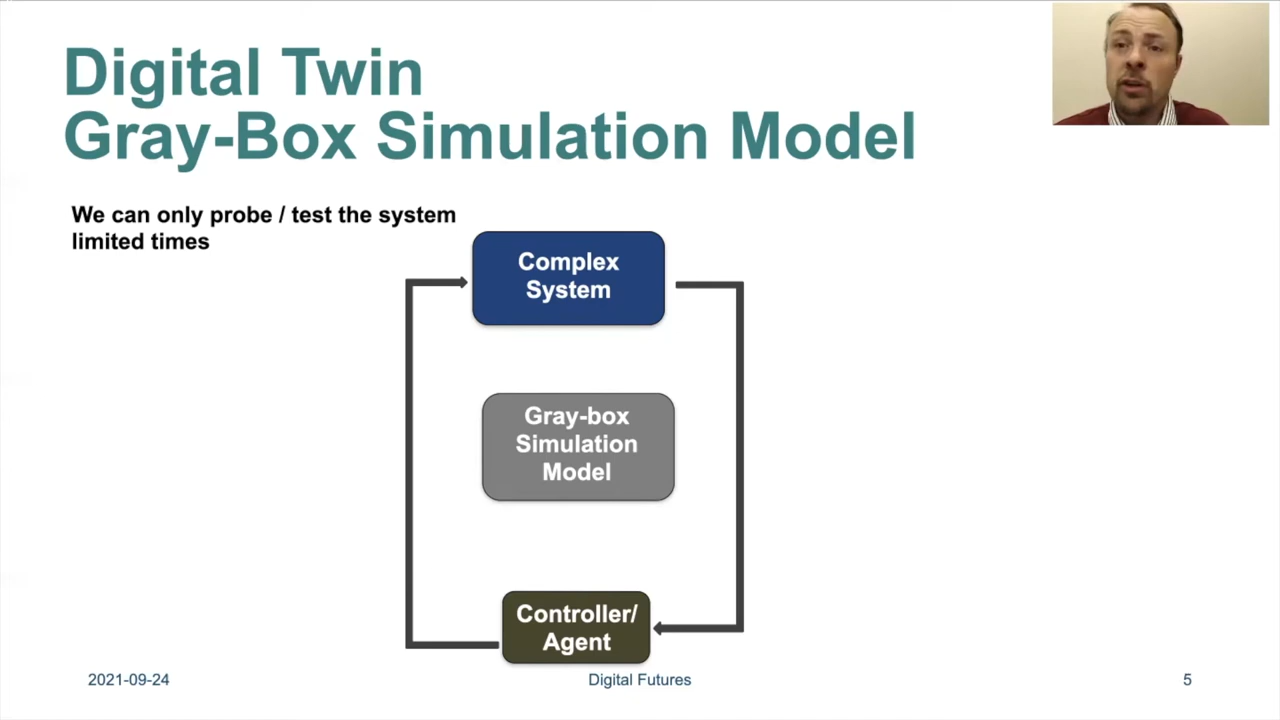 Digital Twin
Gray-Box Simulation Model
We can only probe / test the system
limited times
Complex
System
Gray-box
Simulation
Model
Controller/
Agent
2021-09-24
Digital Futures
5